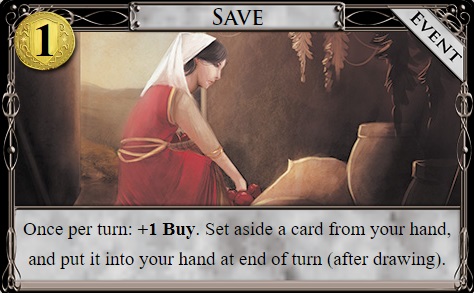 SAVE
1
EVENT
Once per turn: +1 Buy. Set aside a card from your hand,
and put it into your hand at end of turn (after drawing).